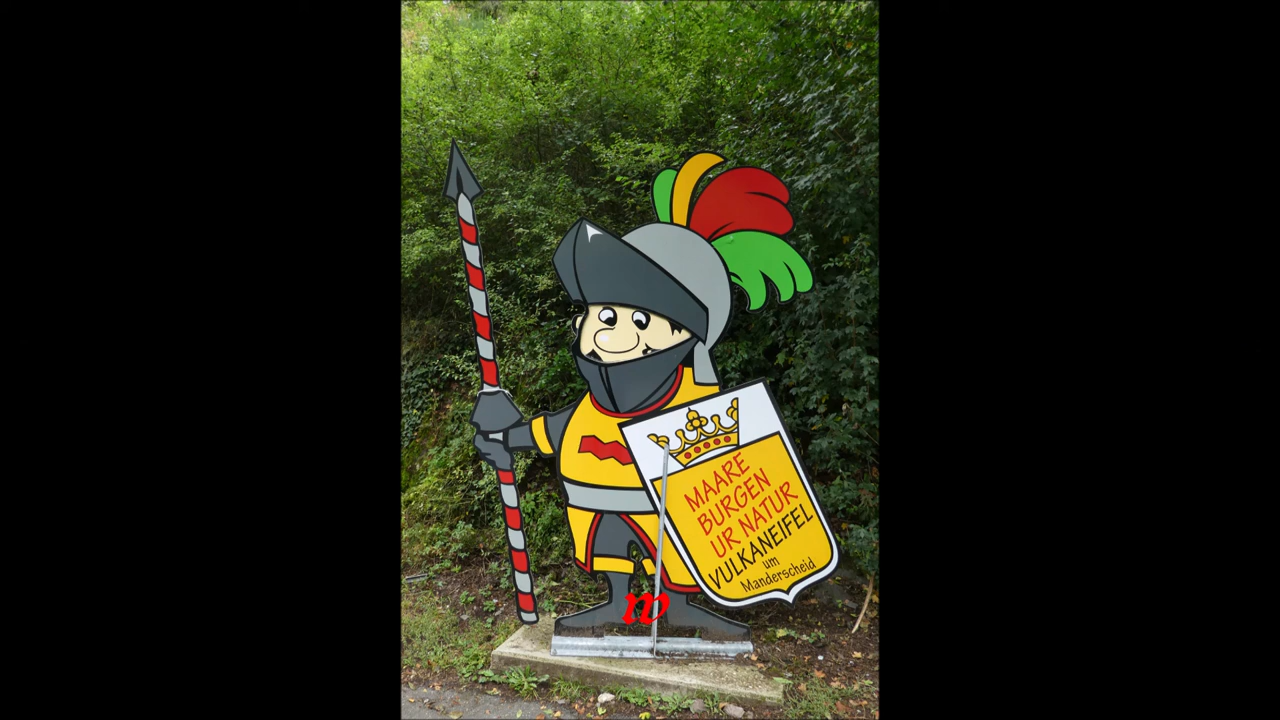 MAARE
BURGEN
UR NATUR
VULKANEIFEL
um
Manderscheid
w